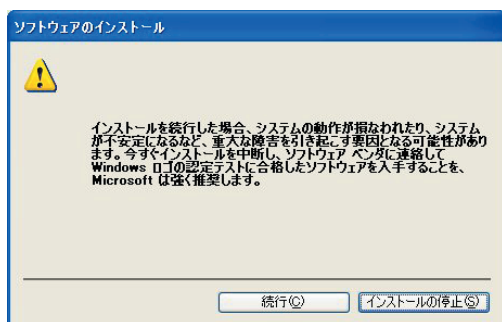 ソフトウェアのインストール
インストールを続行した場合、システムの動作が損なわれたり、システム
が不安定になるなど、重大な障害を引き起こす要因となる可能性があり
ます。今すぐインストールを中断し、ソフトウェア ベンダに連絡して
Windows ロゴの認定テストに合格したソフトウェアを入手することを、
Microsoft は強く推奨します。
続行(C)
インストールの停止(S)